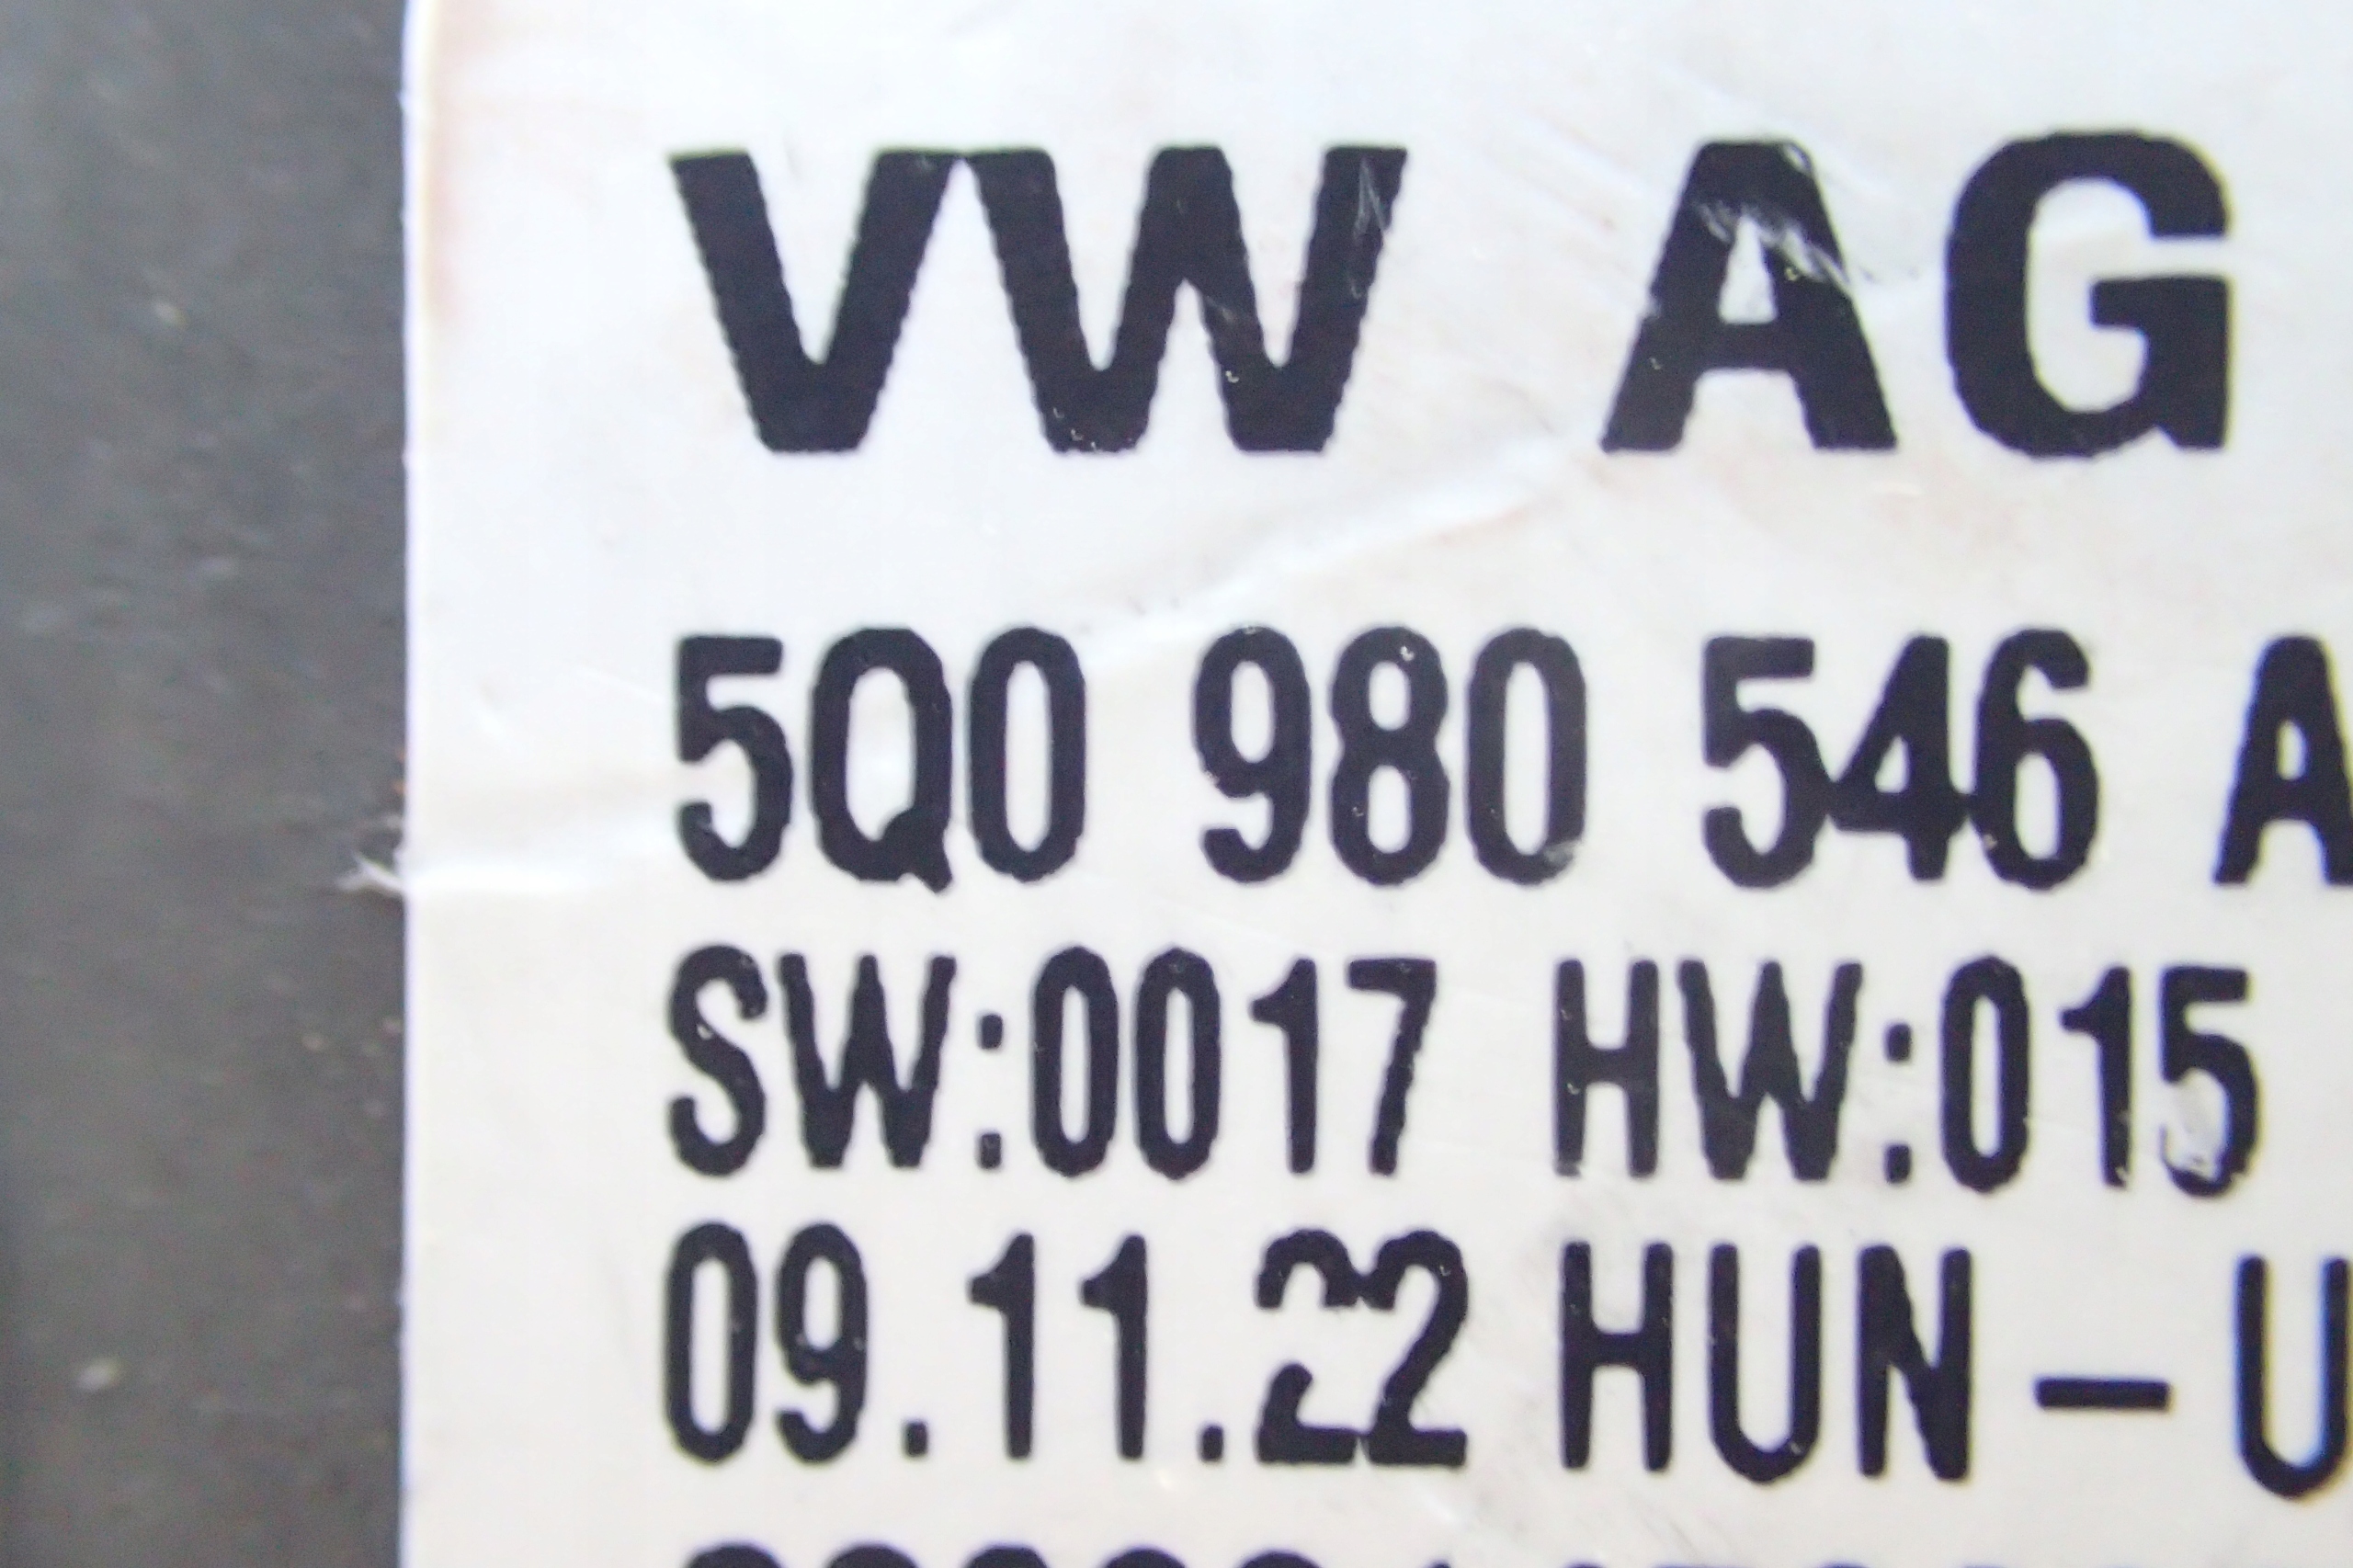 VW AG
5Q0 980 546 A
SW:0017 HW:015
09.11.22 HUN-U